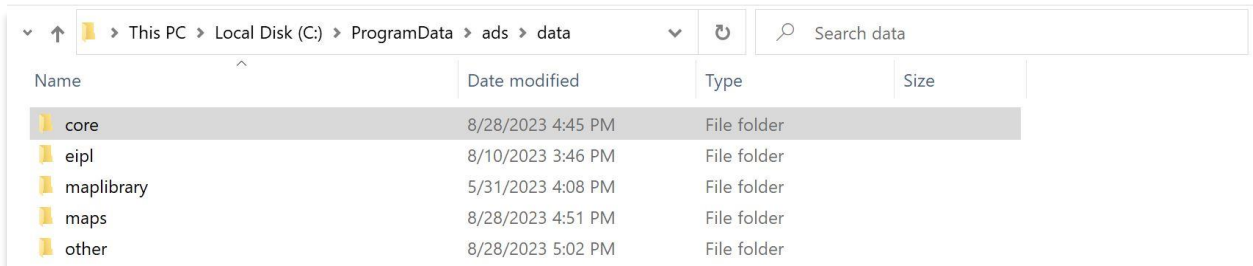 This PC > Local Disk (C:) > ProgramData > ads > data Search data
Name Date modified Type Size
core 8/28/2023 4:45 PM File folder
eipl 8/10/2023 3:46 PM File folder
maplibrary 5/31/2023 4:08 PM File folder
maps 8/28/2023 4:51 PM File folder
other 8/28/2023 5:02 PM File folder